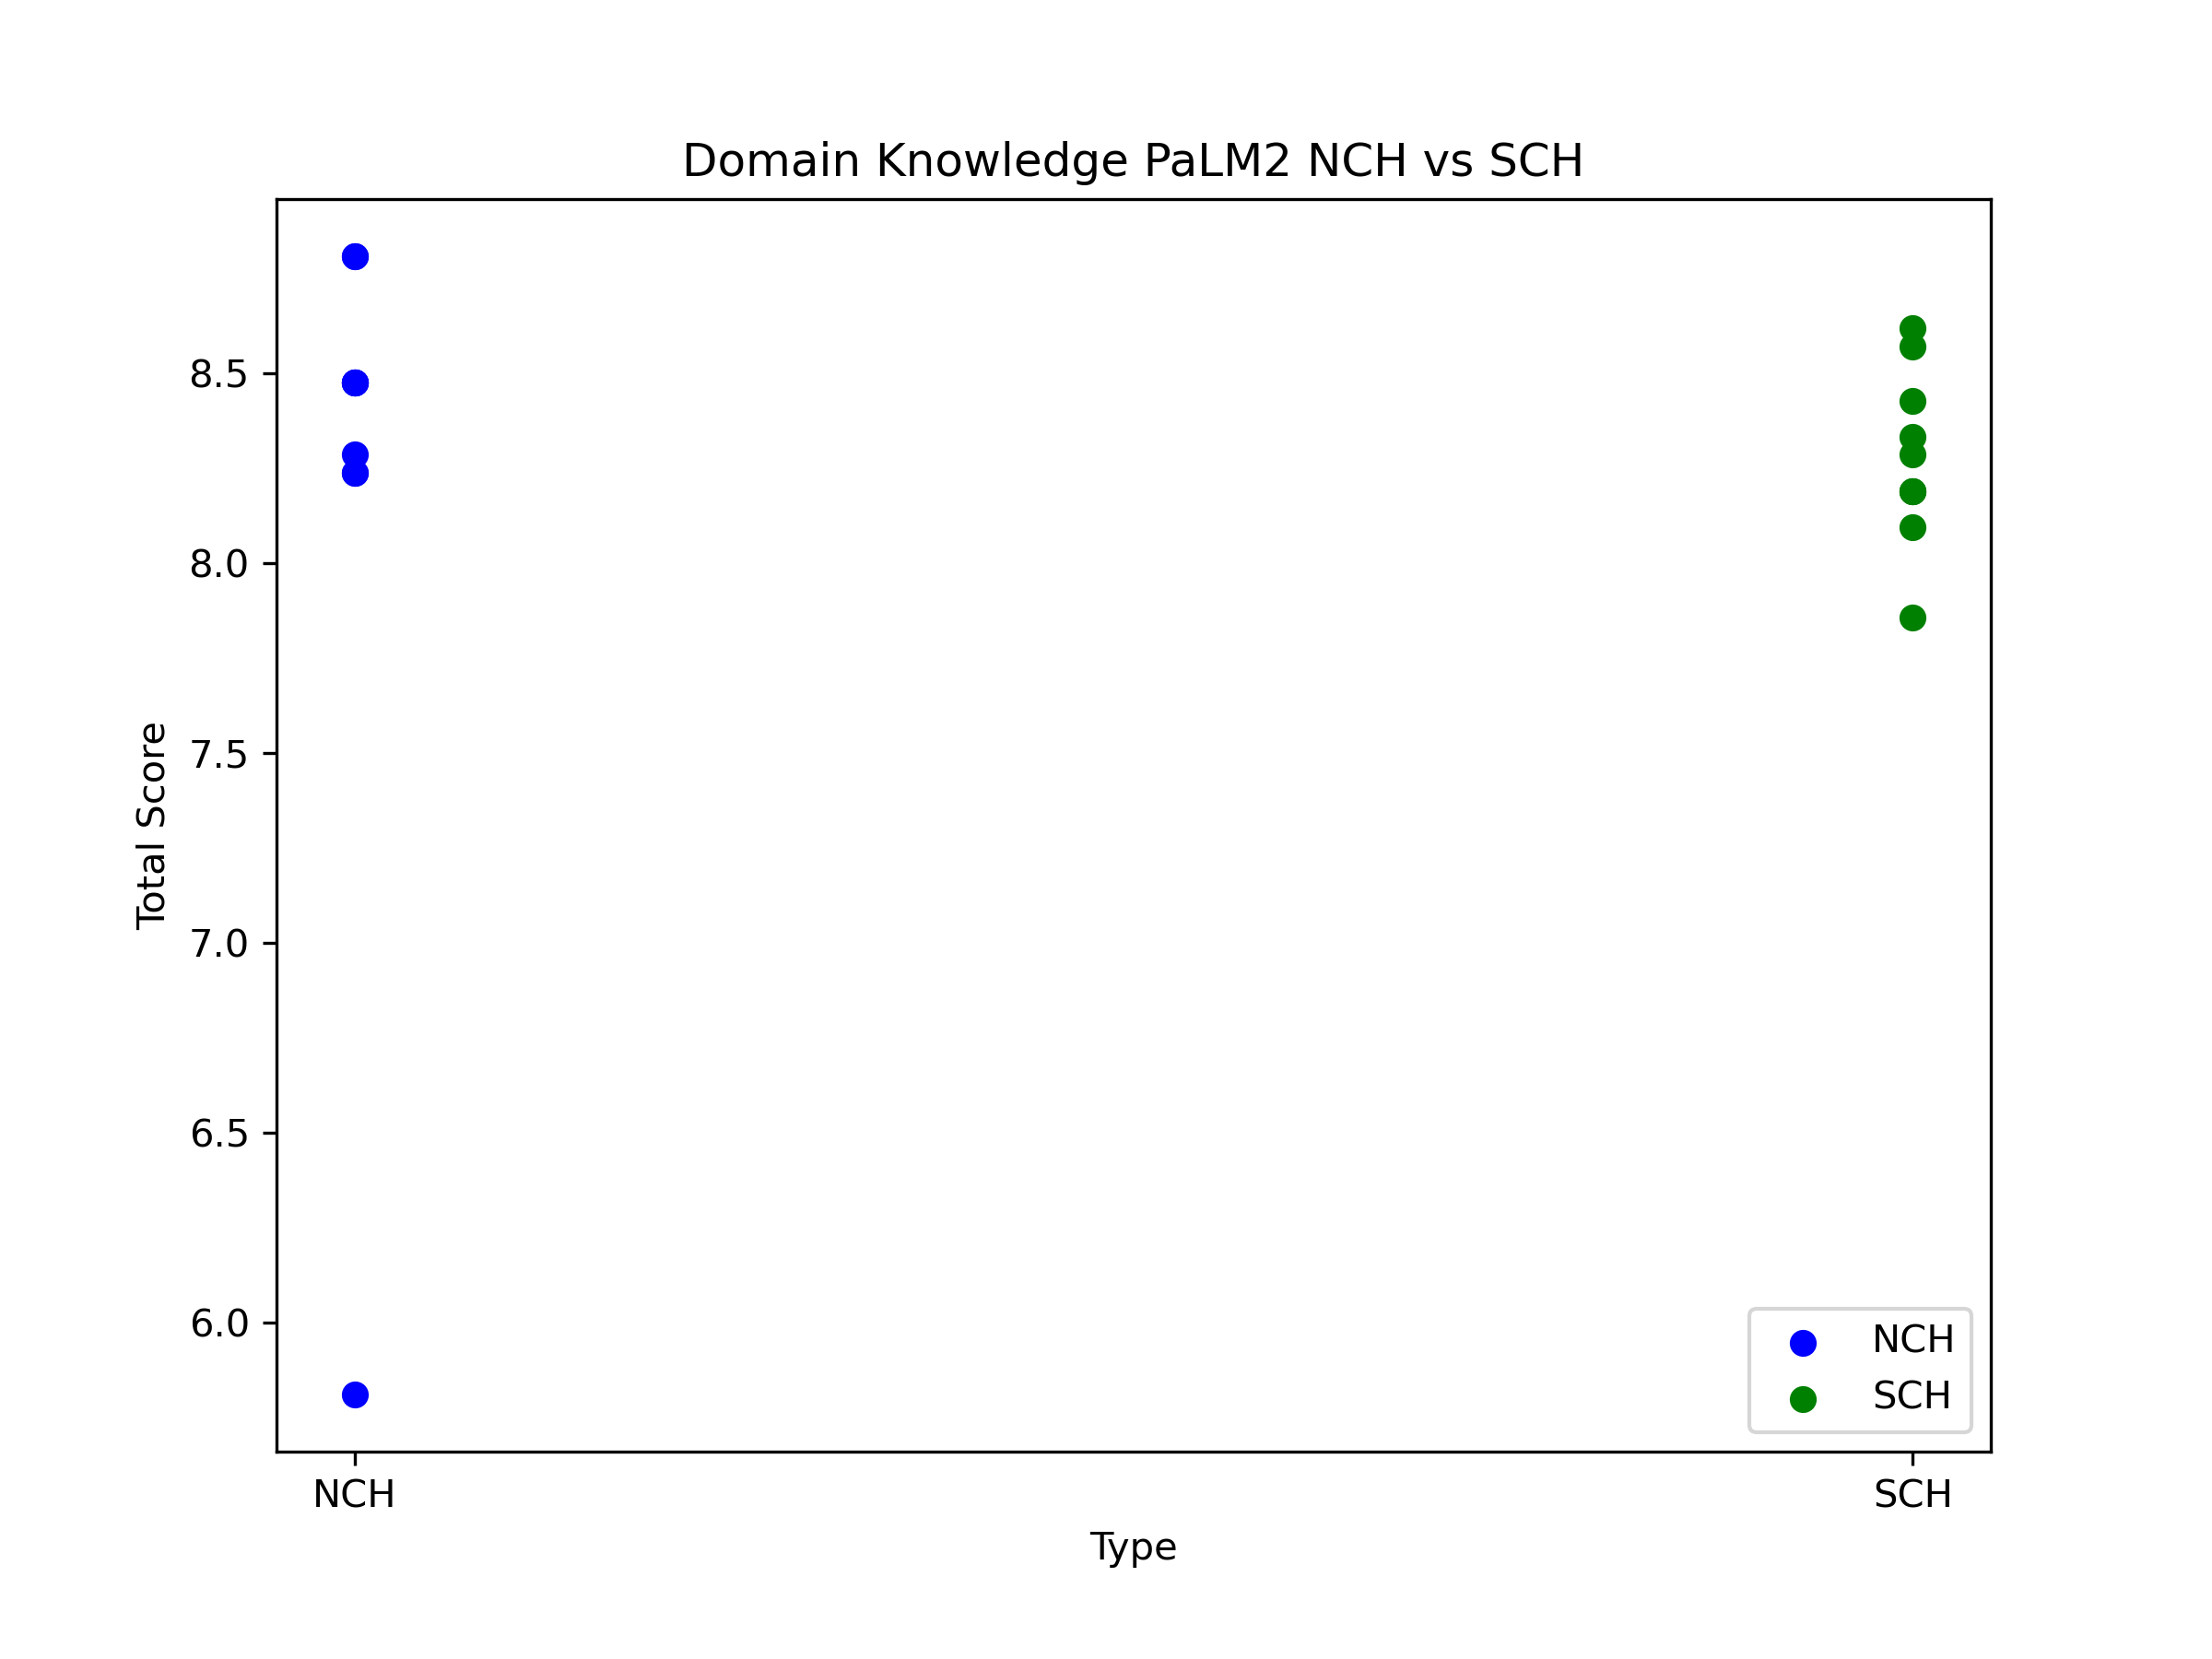 Domain Knowledge PaLM2 NCH vs SCH
Total Score
8.5
8.0
7.5
7.0
6.5
6.0
NCH
SCH
NCH
SCH
Type